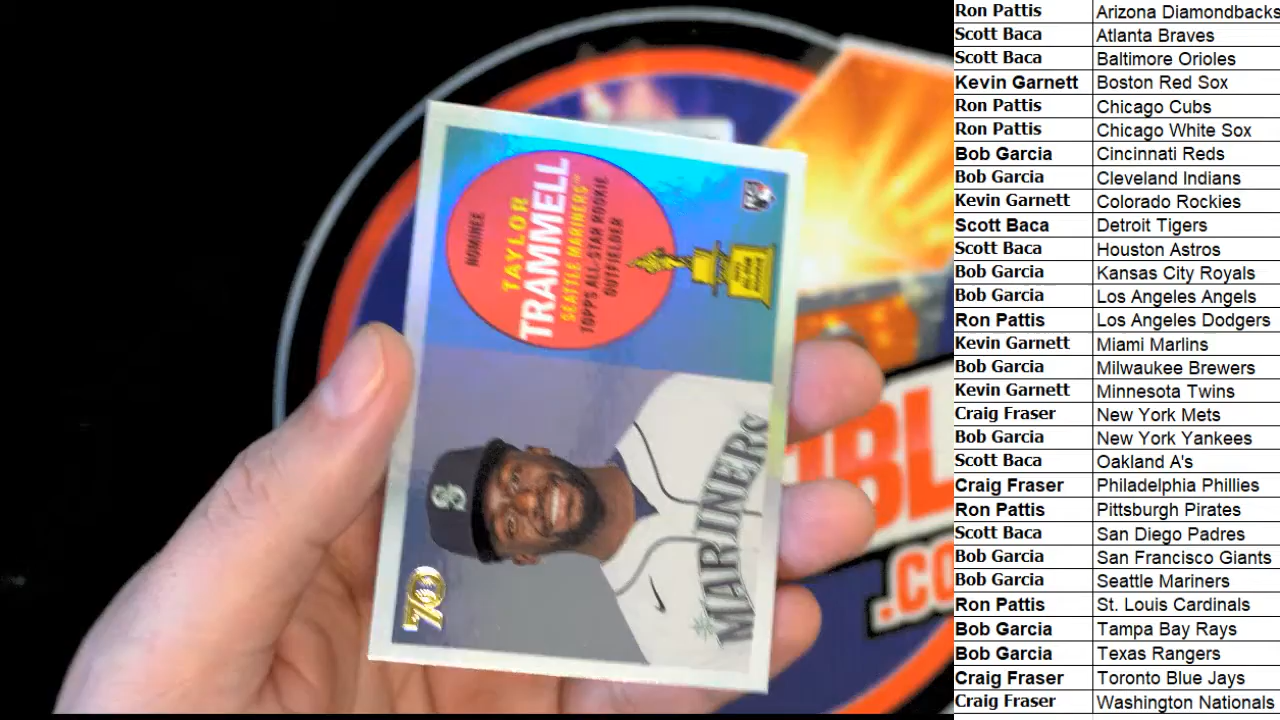 NOMINEE
TAYLOR
TRAMMELL
SEATTLE MARINERS™
TOPPS ALL-STAR ROOKIE
OUTFIELDER
S
70
MARINERS
IBL
.CO
Ron Pattis Arizona Diamondbacks
Scott Baca Atlanta Braves
Scott Baca Baltimore Orioles
Kevin Garnett Boston Red Sox
Ron Pattis Chicago Cubs
Ron Pattis Chicago White Sox
Bob Garcia Cincinnati Reds
Bob Garcia Cleveland Indians
Kevin Garnett Colorado Rockies
Scott Baca Detroit Tigers
Scott Baca Houston Astros
Bob Garcia Kansas City Royals
Bob Garcia Los Angeles Angels
Ron Pattis Los Angeles Dodgers
Kevin Garnett Miami Marlins
Bob Garcia Milwaukee Brewers
Kevin Garnett Minnesota Twins
Craig Fraser New York Mets
Bob Garcia New York Yankees
Scott Baca Oakland A's
Craig Fraser Philadelphia Phillies
Ron Pattis Pittsburgh Pirates
Scott Baca San Diego Padres
Bob Garcia San Francisco Giants
Bob Garcia Seattle Mariners
Ron Pattis St. Louis Cardinals
Bob Garcia Tampa Bay Rays
Bob Garcia Texas Rangers
Craig Fraser Toronto Blue Jays
Craig Fraser Washington Nationals